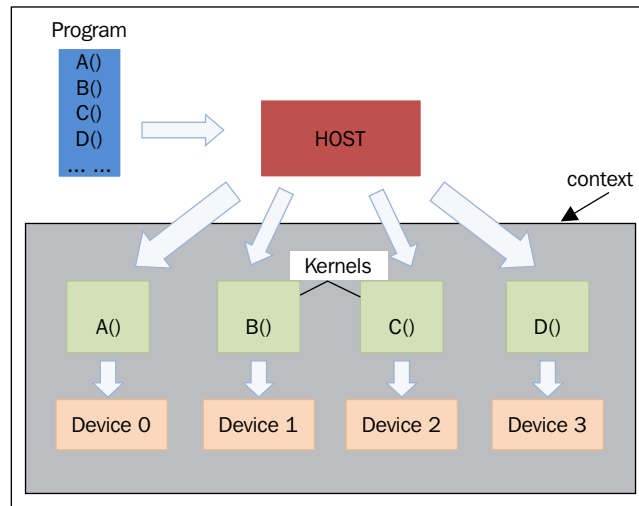 Program
A()
B()
C()
D()
... ...
HOST
context
Kernels
A()
B()
C()
D()
Device 0
Device 1
Device 2
Device 3